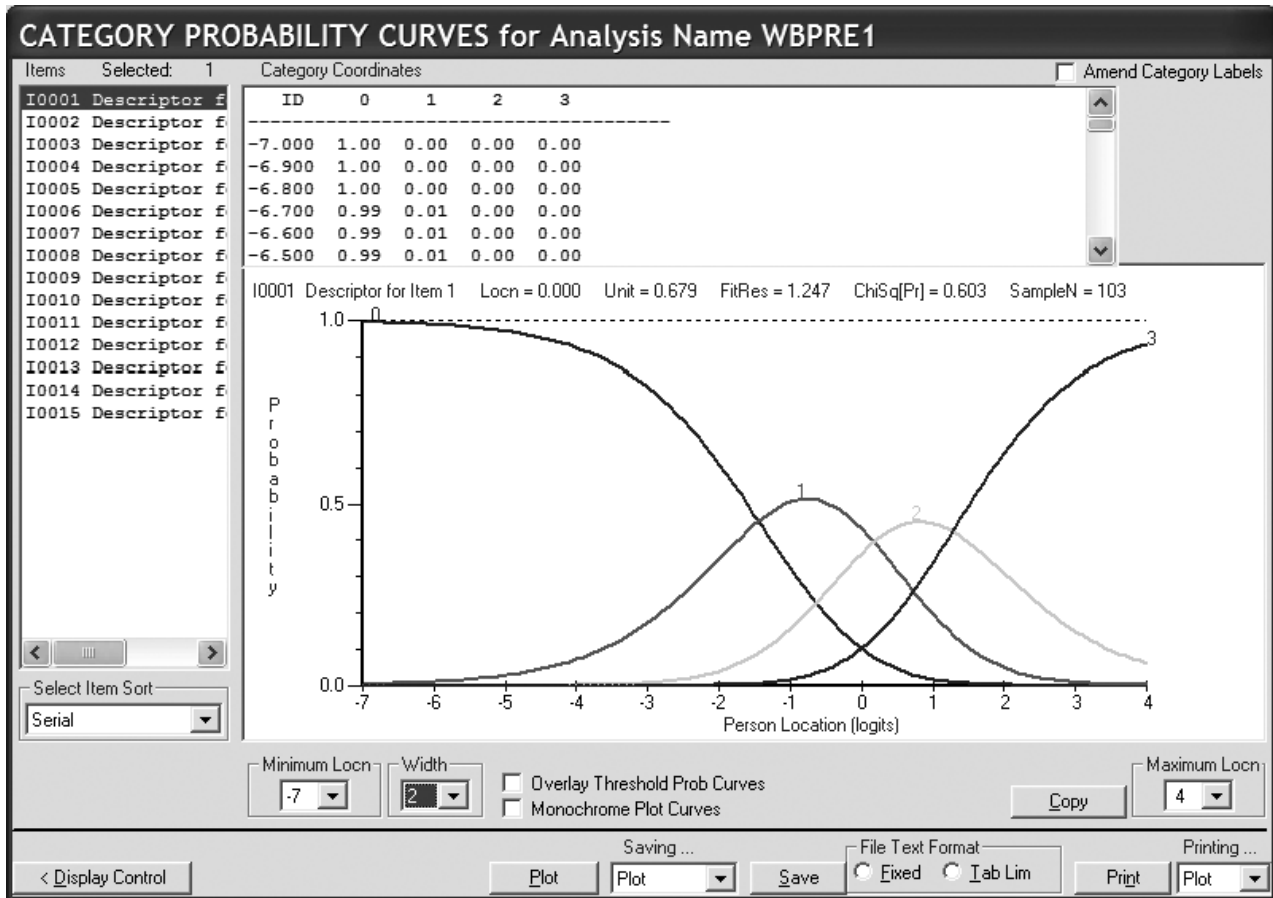 CATEGORY PROBABILITY CURVES for Analysis Name WBPRE1
Items Selected: 1 Category Coordinates
Amend Category Labels
I0001 Descriptor f
I0002 Descriptor f
I0003 Descriptor f
I0004 Descriptor f
I0005 Descriptor f
I0006 Descriptor f
I0007 Descriptor f
I0008 Descriptor f
I0009 Descriptor f
I0010 Descriptor f
I0011 Descriptor f
I0012 Descriptor f
I0013 Descriptor f
I0014 Descriptor f
I0015 Descriptor f
ID 0 1 2 3
-7.000 1.00 0.00 0.00 0.00
-6.900 1.00 0.00 0.00 0.00
-6.800 1.00 0.00 0.00 0.00
-6.700 0.99 0.01 0.00 0.00
-6.600 0.99 0.01 0.00 0.00
-6.500 0.99 0.01 0.00 0.00
I0001 Descriptor for Item 1 Locn = 0.000 Unit = 0.679 FitRes = 1.247 ChiSq[Pr] = 0.603 SampleN = 103
1.0
0
3
Probability
0.5
1
2
0.0
-7 -6 -5 -4 -3 -2 -1 0 1 2 3 4
Person Location (logits)
Select Item Sort
Serial
Minimum Locn
-7
Width
2
Overlay Threshold Prob Curves
Monochrome Plot Curves
Copy
Maximum Locn
4
< Display Control
Plot
Saving ...
Plot
Save
File Text Format
Fixed Tab Lim
Print
Printing ...
Plot